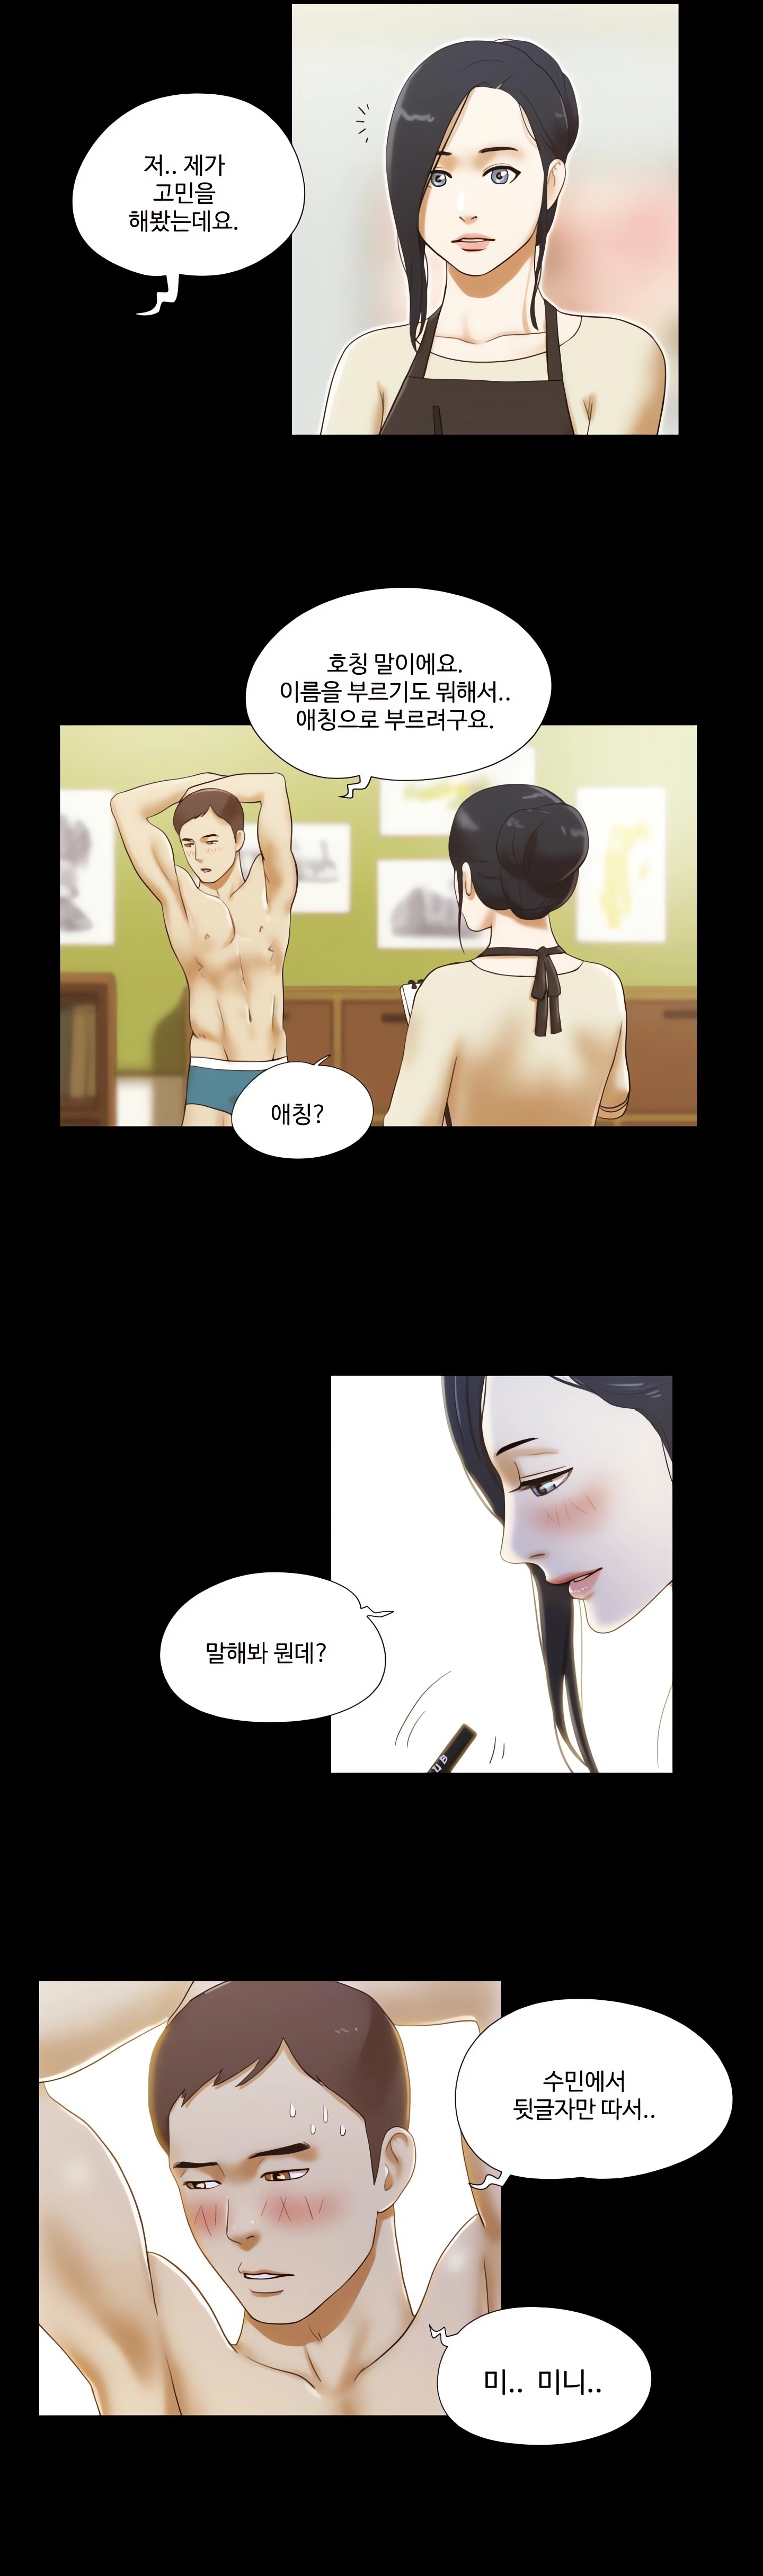 저.. 제가
고민을
해봤는데요.
호칭 말이에요.
이름을 부르기도 뭐해서..
애칭으로 부르려구요.
애칭?
말해봐 뭔데?
UB
수민에서
뒷글자만 따서..
미.. 미니..